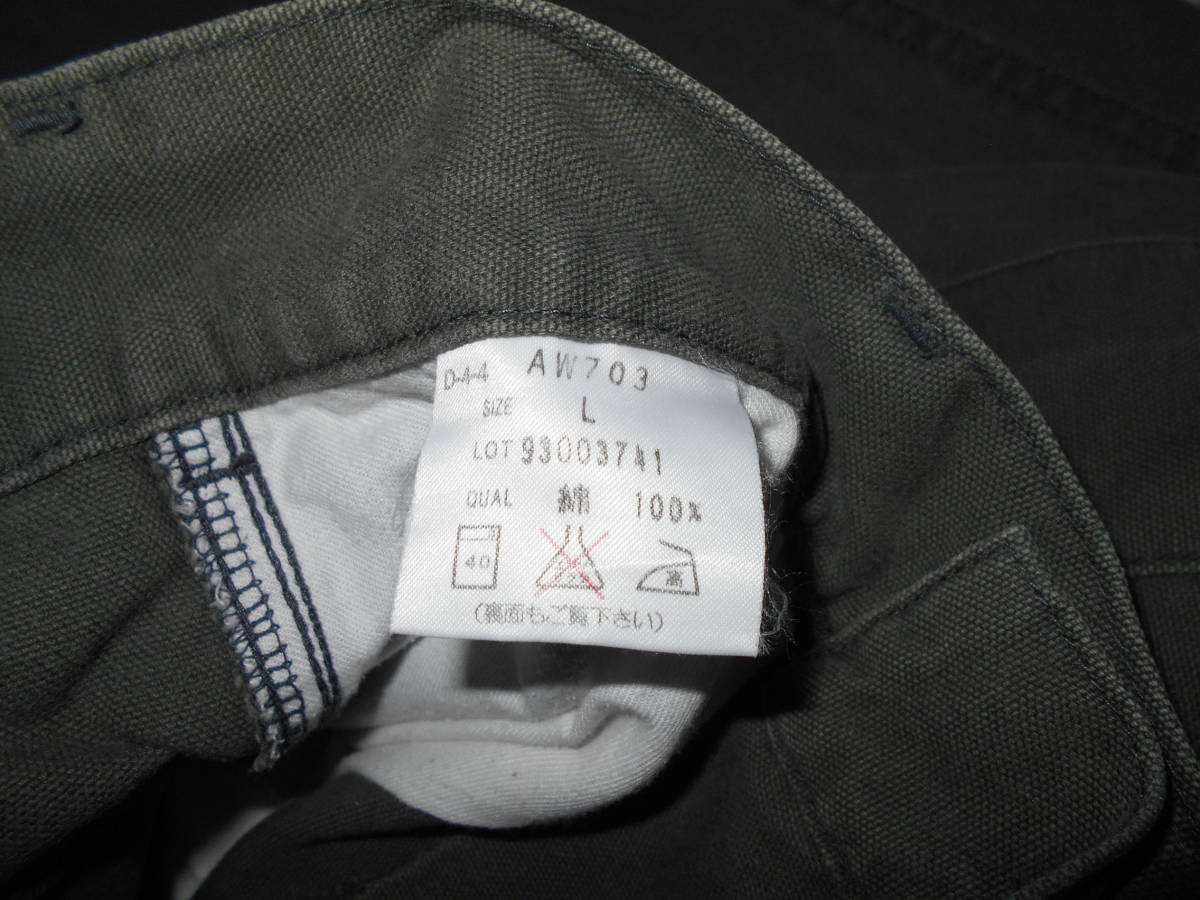 D-4-4 AW703
SIZE L
LOT 93003741
QUAL 綿 100%
40 高
(裏面もご覧下さい)